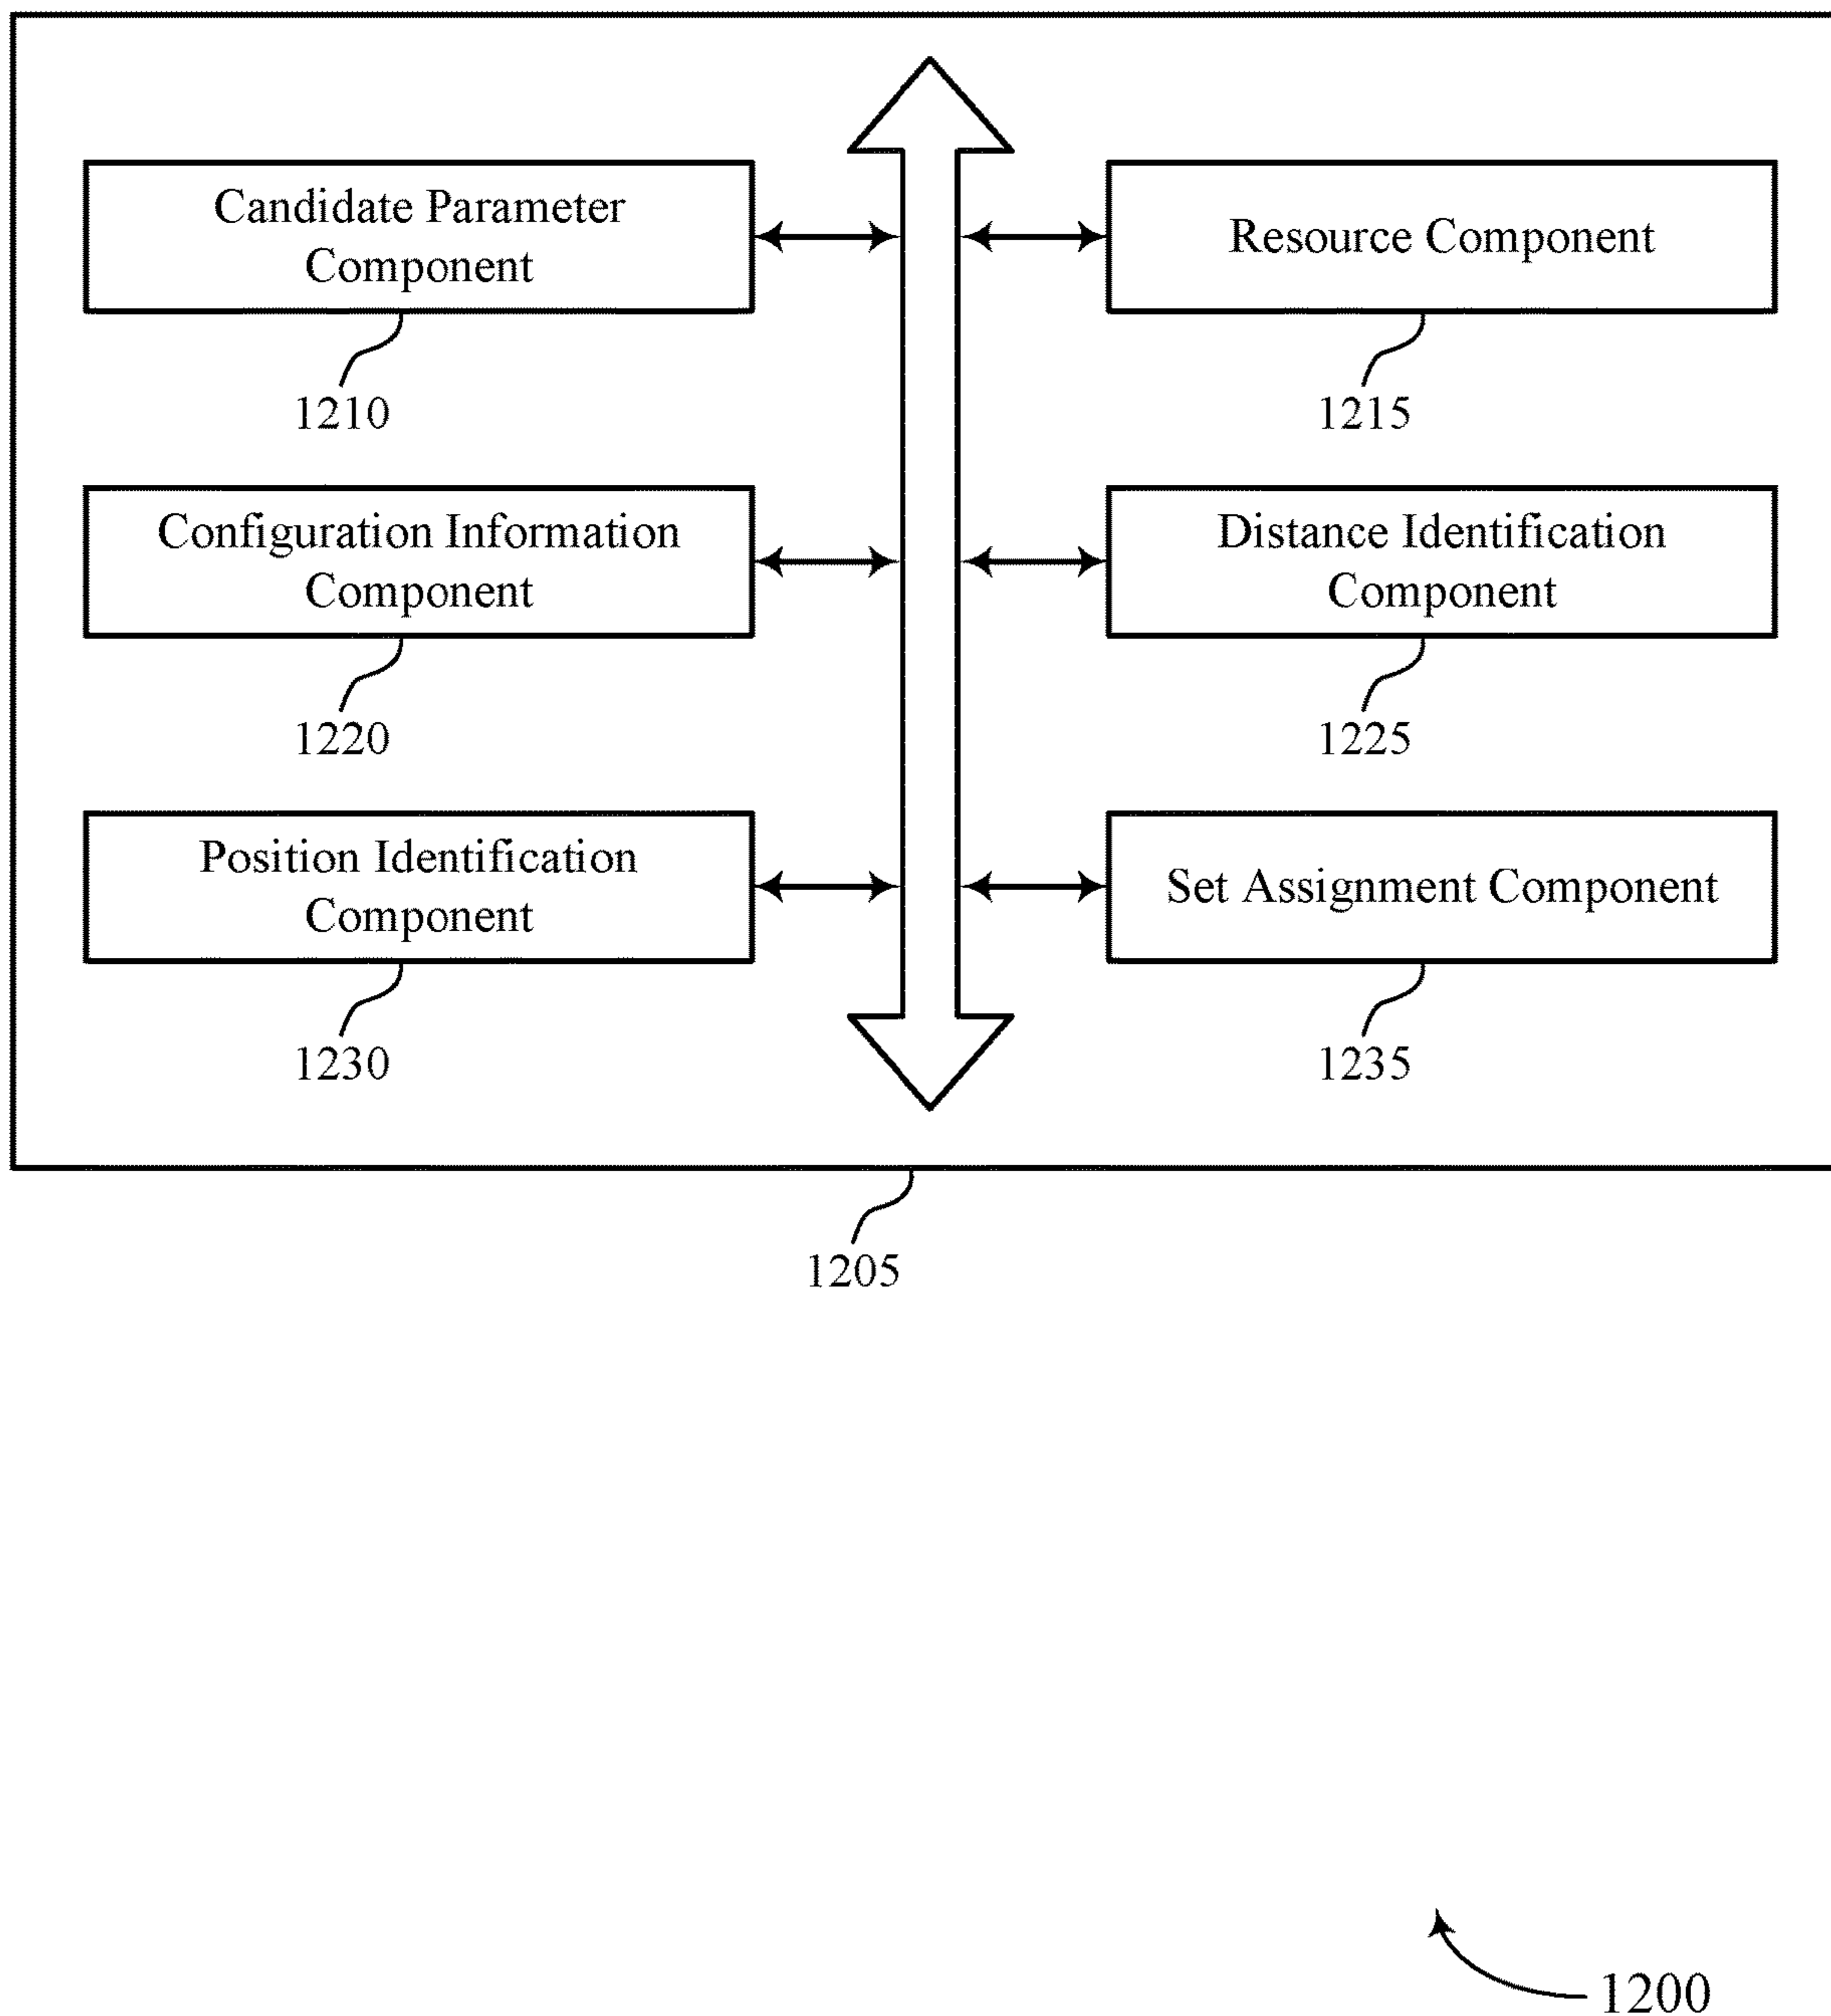 Candidate Parameter
Component
1210
Resource Component
1215
Configuration Information
Component
1220
Distance Identification
Component
1225
Position Identification
Component
1230
Set Assignment Component
1235
1205
1200